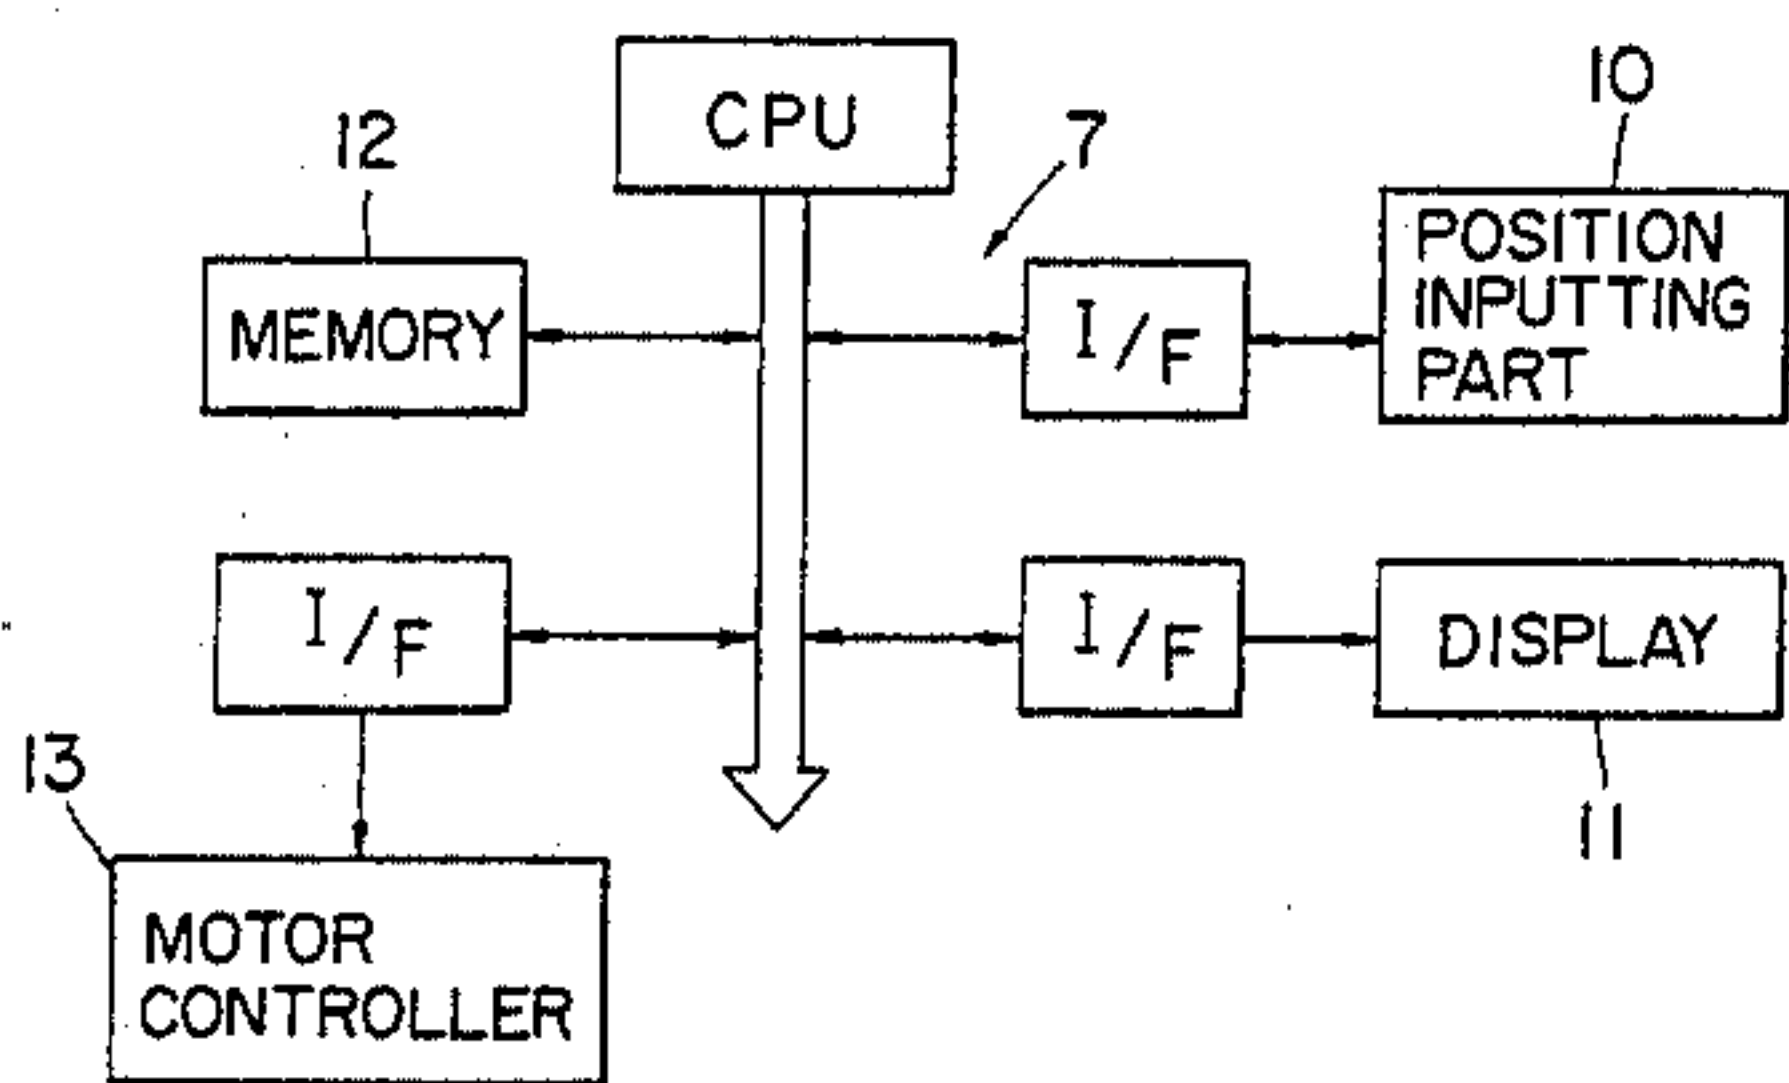 CPU
12
7
10
MEMORY
I/F
POSITION
INPUTTING
PART
I/F
I/F
DISPLAY
13
11
MOTOR
CONTROLLER